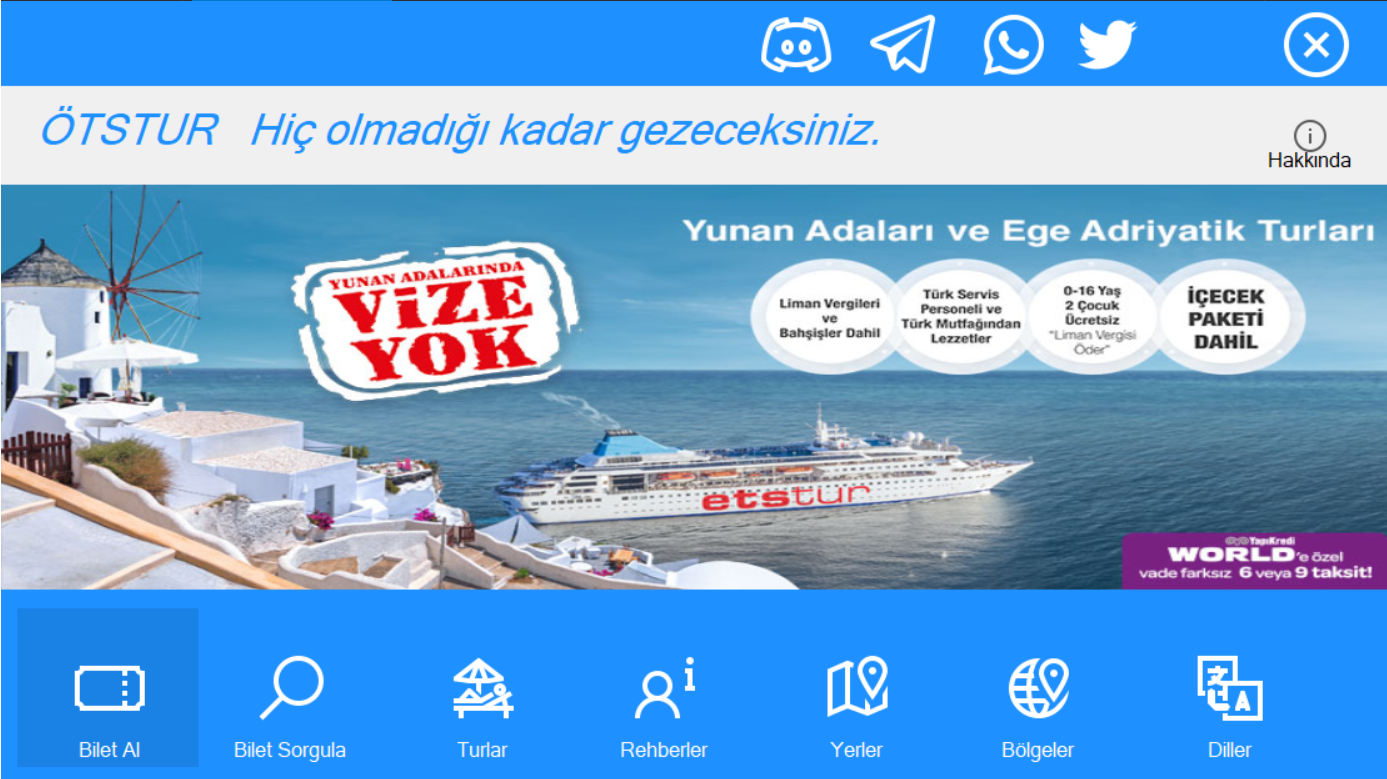 ÖTSTUR Hiç olmadığı kadar gezeceksiniz.
Hakkında
Yunan Adaları ve Ege Adriyatik Turları
YUNAN ADALARINDA
VİZE
YOK
Liman Vergileri
ve
Bahşişler Dahil
Türk Servis
Personeli ve
Türk Mutfağından
Lezzetler
0-16 Yaş
2 Çocuk
Ücretsiz
"Liman Vergisi
Öder"
İÇECEK
PAKETİ
DAHİL
etstur
YapıKredi
WORLD'e özel
vade farksız 6 veya 9 taksit!
Bilet Al
Bilet Sorgula
Turlar
Rehberler
Yerler
Bölgeler
Diller